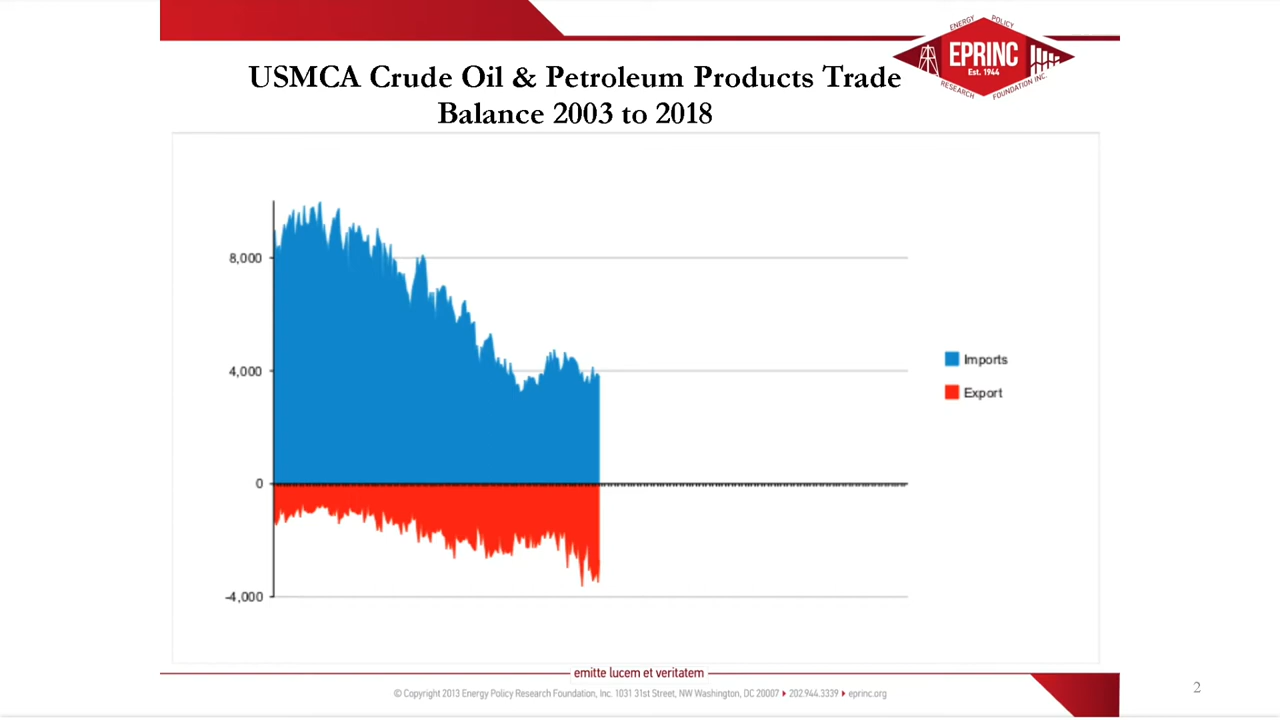 ENERGY POLICY
EPRINC
Est. 1944
RESEARCH FOUNDATION INC.
USMCA Crude Oil & Petroleum Products Trade
Balance 2003 to 2018
8,000
4,000
0
-4,000
Imports
Export
emitte lucem et veritatem
© Copyright 2013 Energy Policy Research Foundation, Inc. 1031 31st Street, NW Washington, DC 20007 ▸ 202.944.3339 ▸ eprinc.org
2